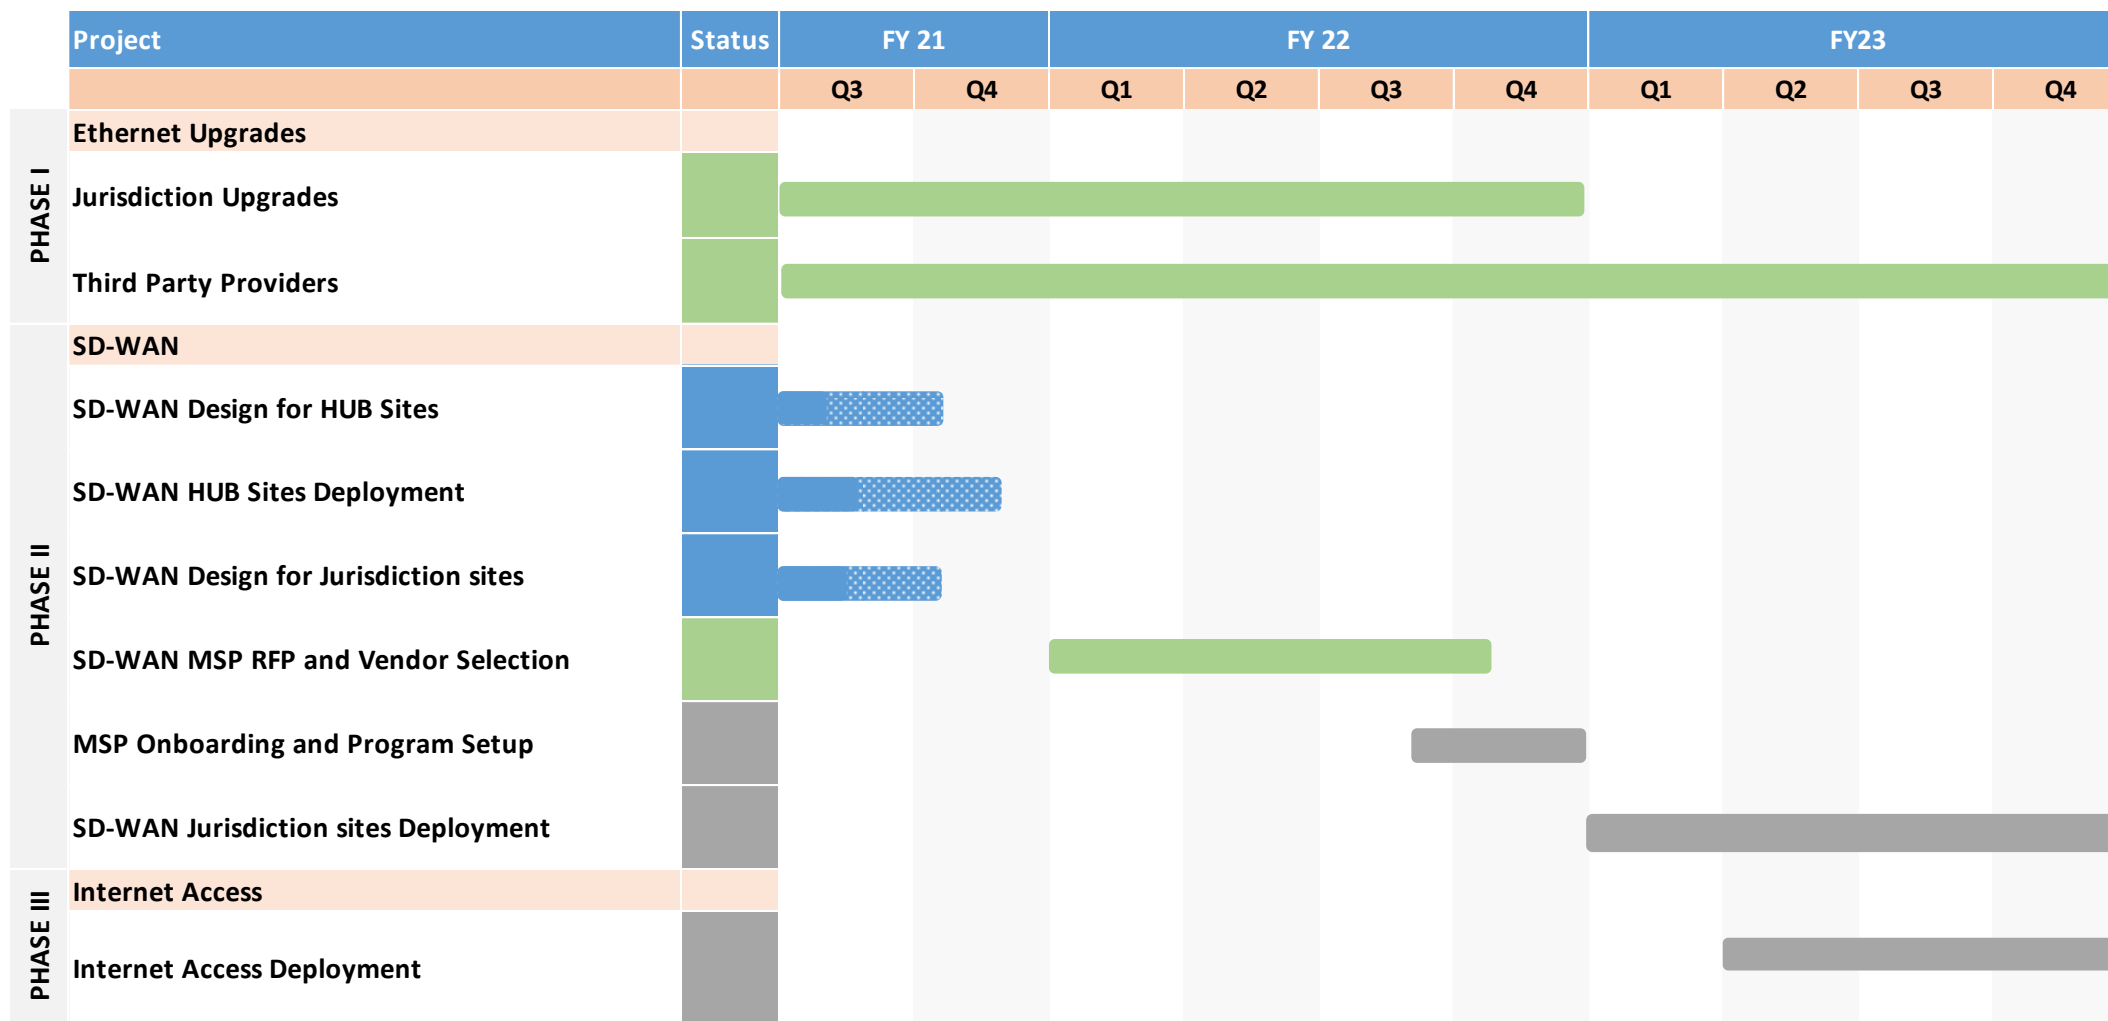 Project Status FY 21 FY 22 FY23
Q3 Q4 Q1 Q2 Q3 Q4 Q1 Q2 Q3 Q4
PHASE I
Ethernet Upgrades
Jurisdiction Upgrades
Third Party Providers
PHASE II
SD-WAN
SD-WAN Design for HUB Sites
SD-WAN HUB Sites Deployment
SD-WAN Design for Jurisdiction sites
SD-WAN MSP RFP and Vendor Selection
MSP Onboarding and Program Setup
SD-WAN Jurisdiction sites Deployment
PHASE III
Internet Access
Internet Access Deployment